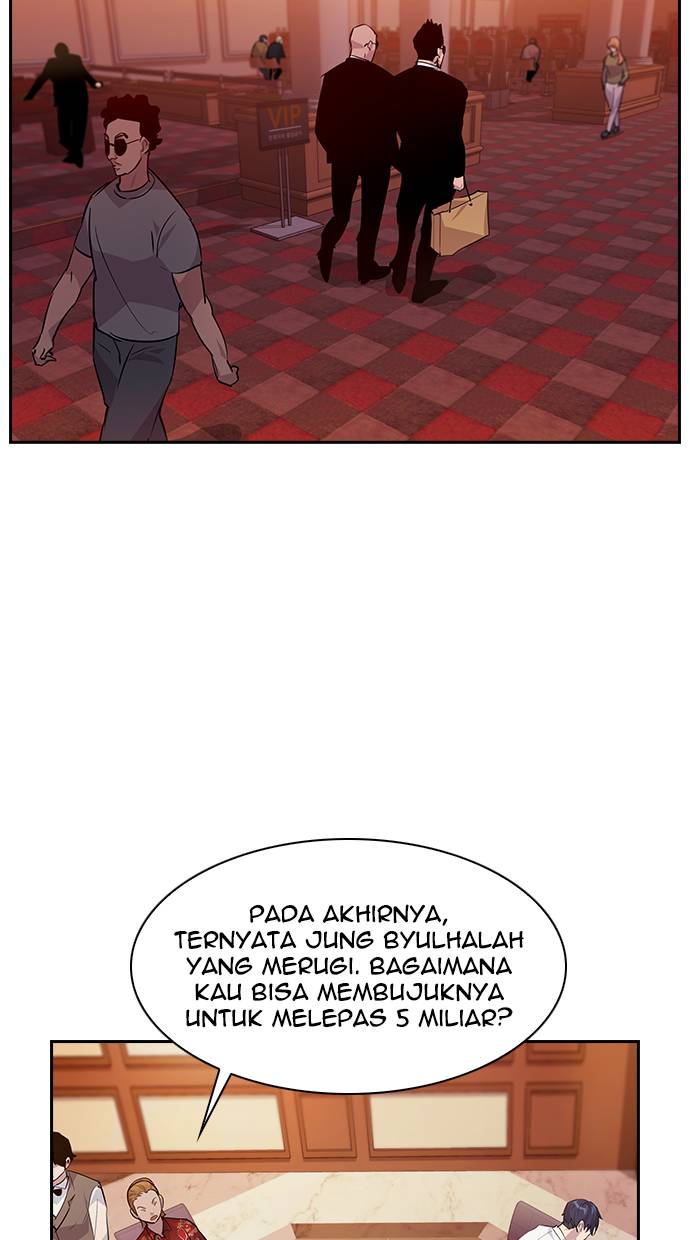 VIP
PADA AKHIRNYA,
TERNYATA JUNG BYULHALAH
YANG MERUGI. BAGAIMANA
KAU BISA MEMBUJUKNYA
UNTUK MELEPAS 5 MILIAR?